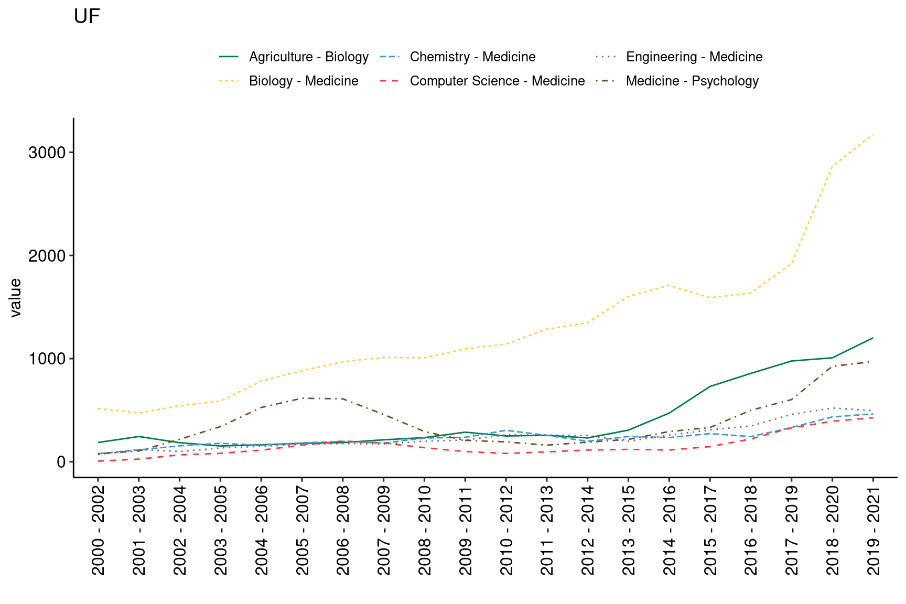 UF
Agriculture - Biology Chemistry - Medicine Engineering - Medicine
Biology - Medicine Computer Science - Medicine Medicine - Psychology
3000
2000
1000
0
value
2000 - 2002
2001 - 2003
2002 - 2004
2003 - 2005
2004 - 2006
2005 - 2007
2006 - 2008
2007 - 2009
2008 - 2010
2009 - 2011
2010 - 2012
2011 - 2013
2012 - 2014
2013 - 2015
2014 - 2016
2015 - 2017
2016 - 2018
2017 - 2019
2018 - 2020
2019 - 2021